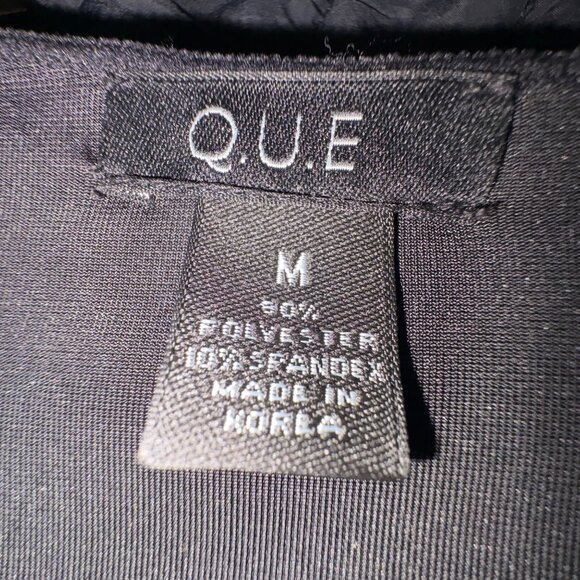 Q.U.E
M
90%
POLYESTER
10% SPANDEX
MADE IN
KOREA